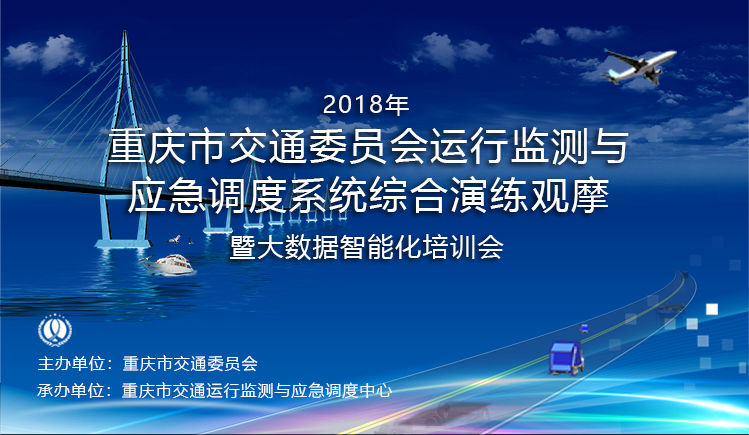 2018年
重庆市交通委员会运行监测与
应急调度系统综合演练观摩
暨大数据智能化培训会
主办单位：重庆市交通委员会
承办单位：重庆市交通运行监测与应急调度中心